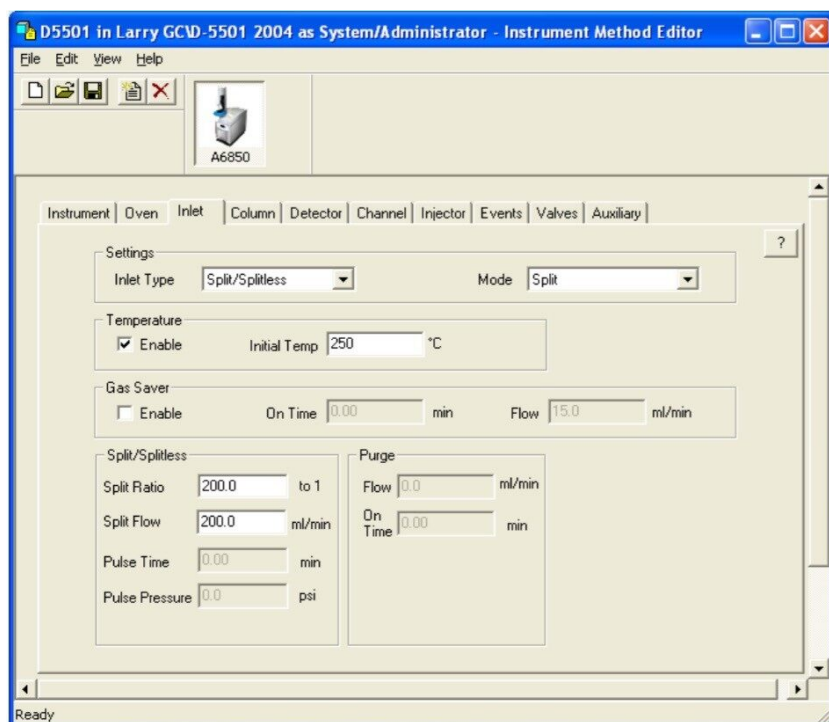 D5501 in Larry GC\D-5501 2004 as System/Administrator - Instrument Method Editor
File Edit View Help
A6850
Instrument Oven Inlet Column Detector Channel Injector Events Valves Auxiliary
?
Settings
Inlet Type Split/Splitless Mode Split
Temperature
Enable Initial Temp 250 °C
Gas Saver
Enable On Time 0.00 min Flow 15.0 ml/min
Split/Splitless
Split Ratio 200.0 to 1
Split Flow 200.0 ml/min
Pulse Time 0.00 min
Pulse Pressure 0.0 psi
Purge
Flow 0.0 ml/min
On
Time 0.00 min
Ready